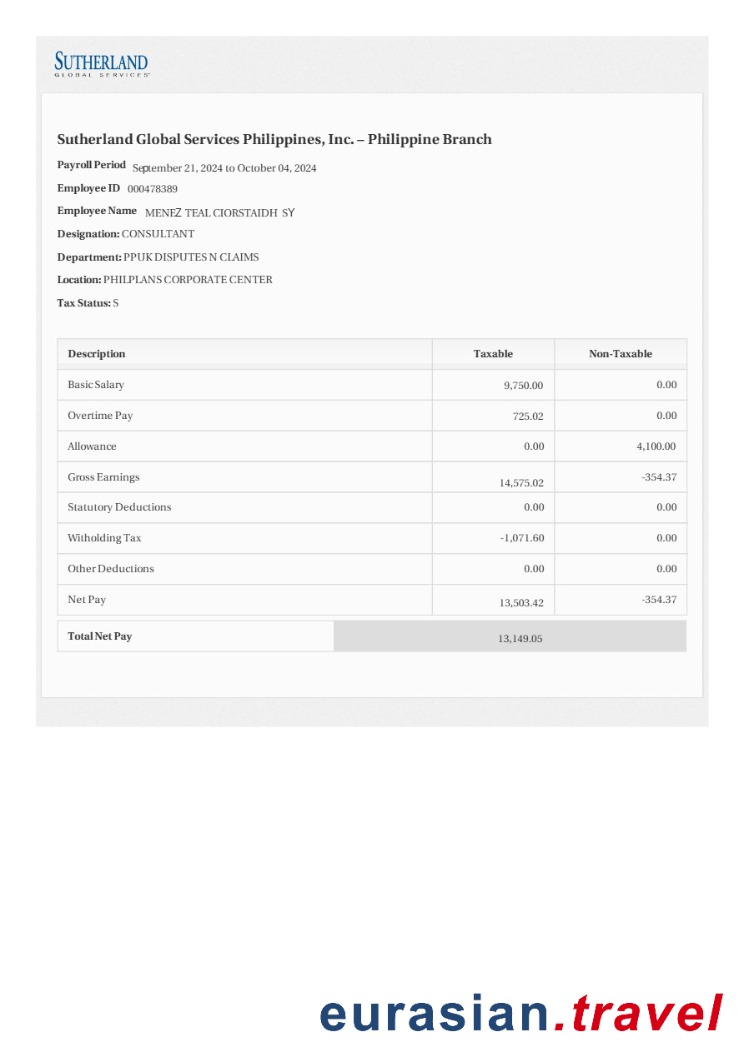 SUTHERLAND
GLOBAL SERVICES
Sutherland Global Services Philippines, Inc. – Philippine Branch
Payroll Period September 21, 2024 to October 04, 2024
Employee ID 000478389
Employee Name MENEZ TEAL CIORSTAIDH SY
Designation: CONSULTANT
Department: PPUK DISPUTES N CLAIMS
Location: PHILPLANS CORPORATE CENTER
Tax Status: S
Description Taxable Non-Taxable
Basic Salary 9,750.00 0.00
Overtime Pay 725.02 0.00
Allowance 0.00 4,100.00
Gross Earnings 14,575.02 -354.37
Statutory Deductions 0.00 0.00
Witholding Tax -1,071.60 0.00
Other Deductions 0.00 0.00
Net Pay 13,503.42 -354.37
Total Net Pay 13,149.05
eurasian.travel